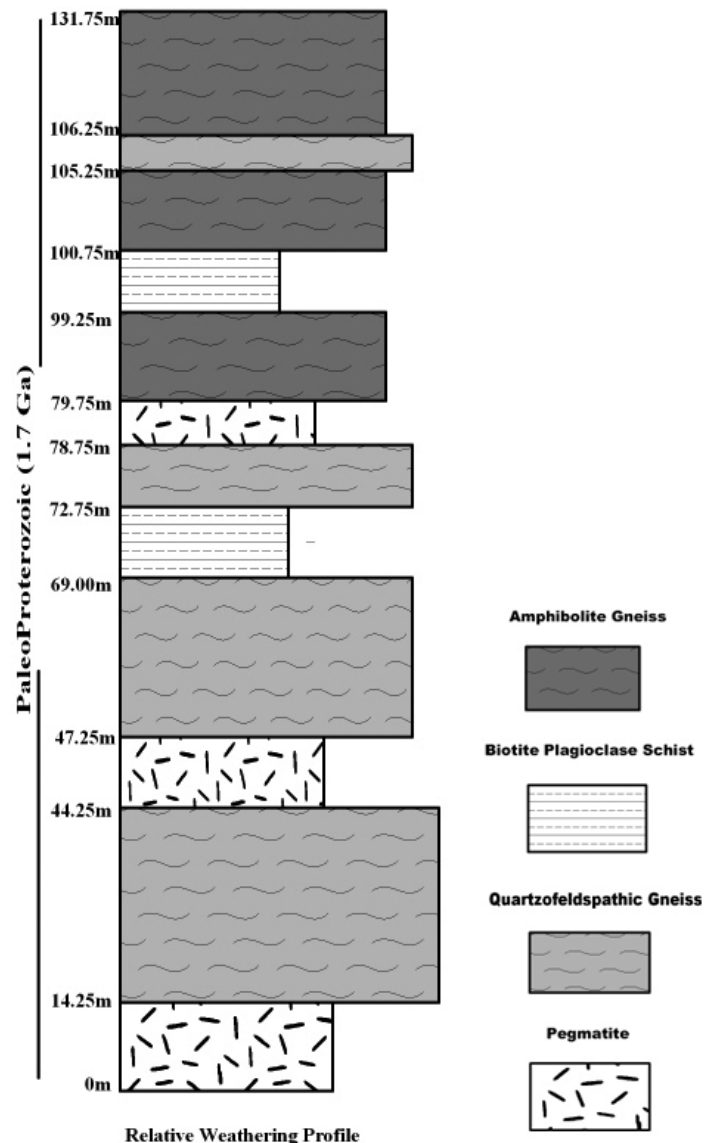 131.75m
106.25m
105.25m
100.75m
99.25m
79.75m
78.75m
72.75m
69.00m
47.25m
44.25m
14.25m
0m
PaleoProterozoic (1.7 Ga)
Relative Weathering Profile
Amphibolite Gneiss
Biotite Plagioclase Schist
Quartzofeldspathic Gneiss
Pegmatite